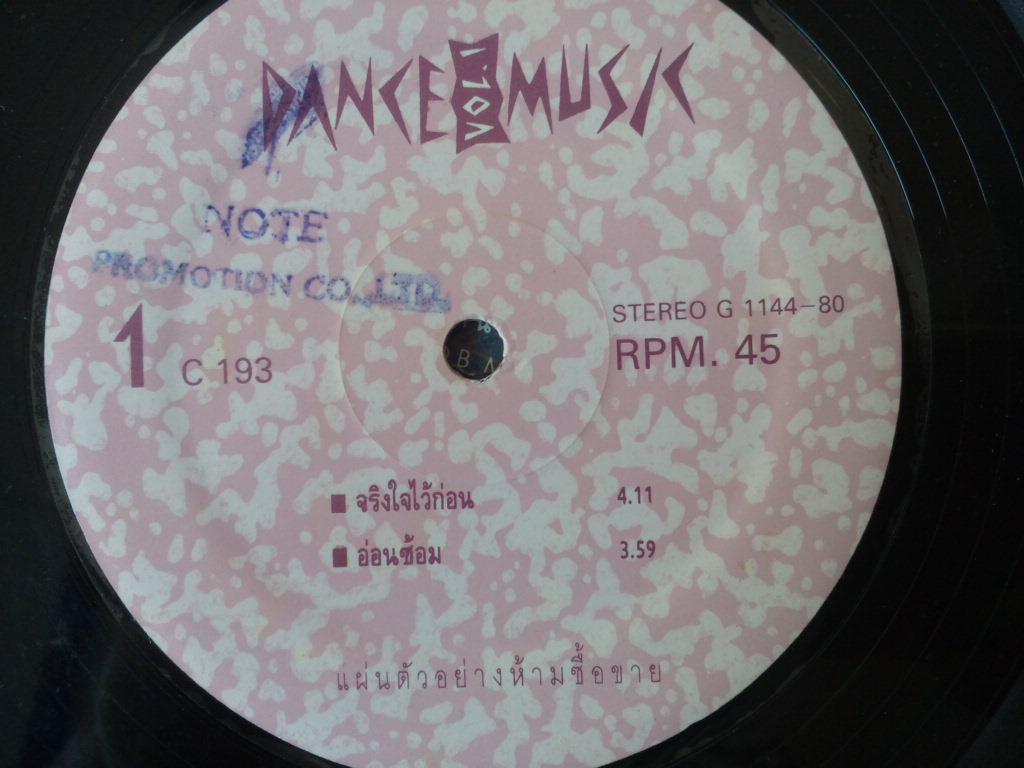 DANCE VOL.1 MUSIC
NOTE
PROMOTION CO.,LTD.
1
C 193
STEREO G 1144-80
RPM. 45
■ จริงใจไว้ก่อน 4.11
■ อ่อนซ้อม 3.59
แผ่นตัวอย่างห้ามซื้อขาย